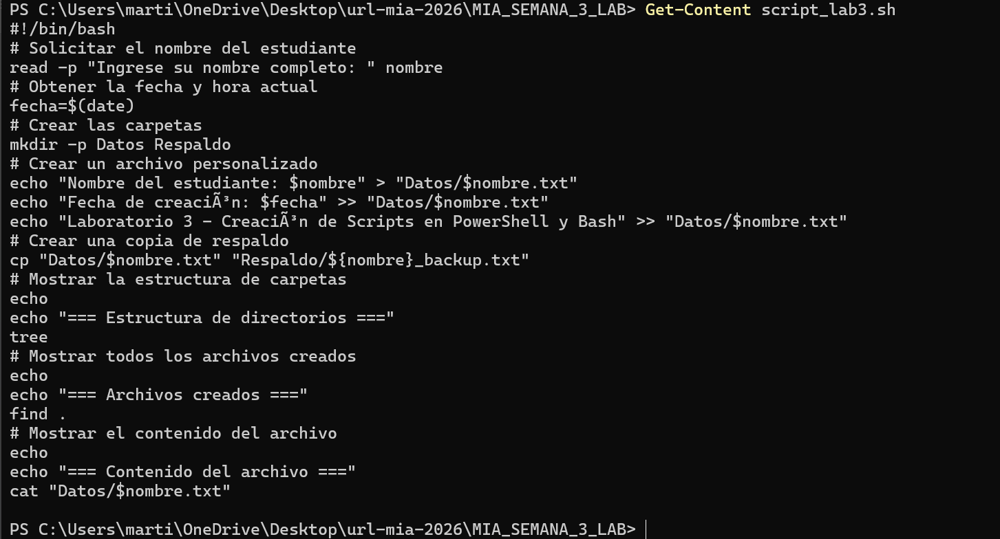 PS C:\Users\marti\OneDrive\Desktop\url-mia-2026\MIA_SEMANA_3_LAB> Get-Content script_lab3.sh
#!/bin/bash
# Solicitar el nombre del estudiante
read -p "Ingrese su nombre completo: " nombre
# Obtener la fecha y hora actual
fecha=$(date)
# Crear las carpetas
mkdir -p Datos Respaldo
# Crear un archivo personalizado
echo "Nombre del estudiante: $nombre" > "Datos/$nombre.txt"
echo "Fecha de creaciÃ³n: $fecha" >> "Datos/$nombre.txt"
echo "Laboratorio 3 - CreaciÃ³n de Scripts en PowerShell y Bash" >> "Datos/$nombre.txt"
# Crear una copia de respaldo
cp "Datos/$nombre.txt" "Respaldo/${nombre}_backup.txt"
# Mostrar la estructura de carpetas
echo
echo "=== Estructura de directorios ==="
tree
# Mostrar todos los archivos creados
echo
echo "=== Archivos creados ==="
find .
# Mostrar el contenido del archivo
echo
echo "=== Contenido del archivo ==="
cat "Datos/$nombre.txt"
PS C:\Users\marti\OneDrive\Desktop\url-mia-2026\MIA_SEMANA_3_LAB>